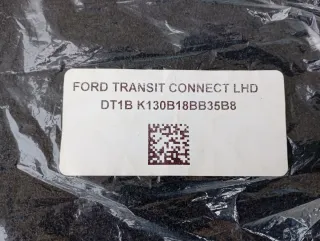 FORD TRANSIT CONNECT LHD
DT1B K130B18BB35B8